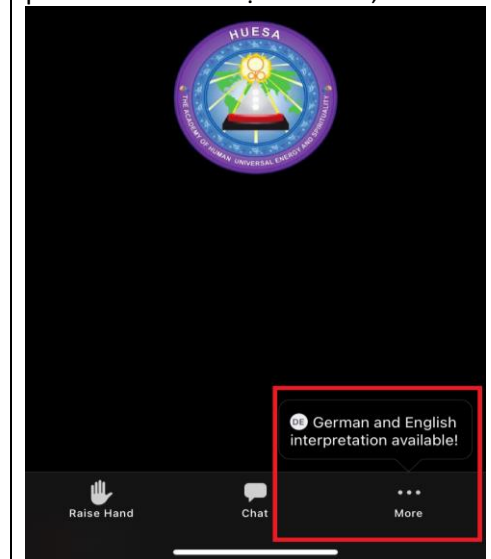 HUESA
THE ACADEMY OF HUMAN UNIVERSAL ENERGY AND SPIRITUALITY
DE German and English
interpretation available!
Raise Hand
Chat
More